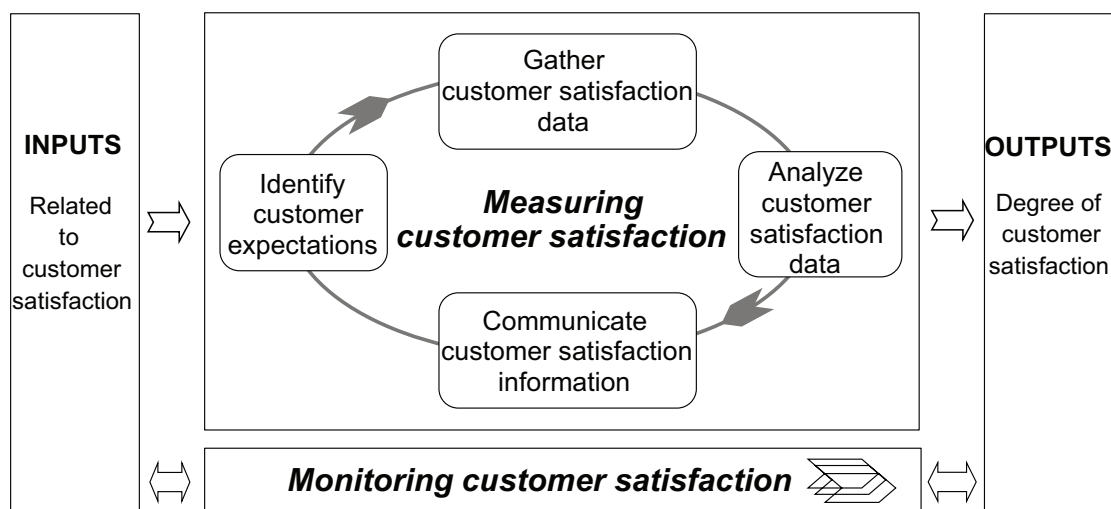 INPUTS
Related
to
customer
satisfaction
Gather
customer satisfaction
data
Identify
customer
expectations
Measuring
customer satisfaction
Analyze
customer
satisfaction
data
Communicate
customer satisfaction
information
OUTPUTS
Degree of
customer
satisfaction
Monitoring customer satisfaction